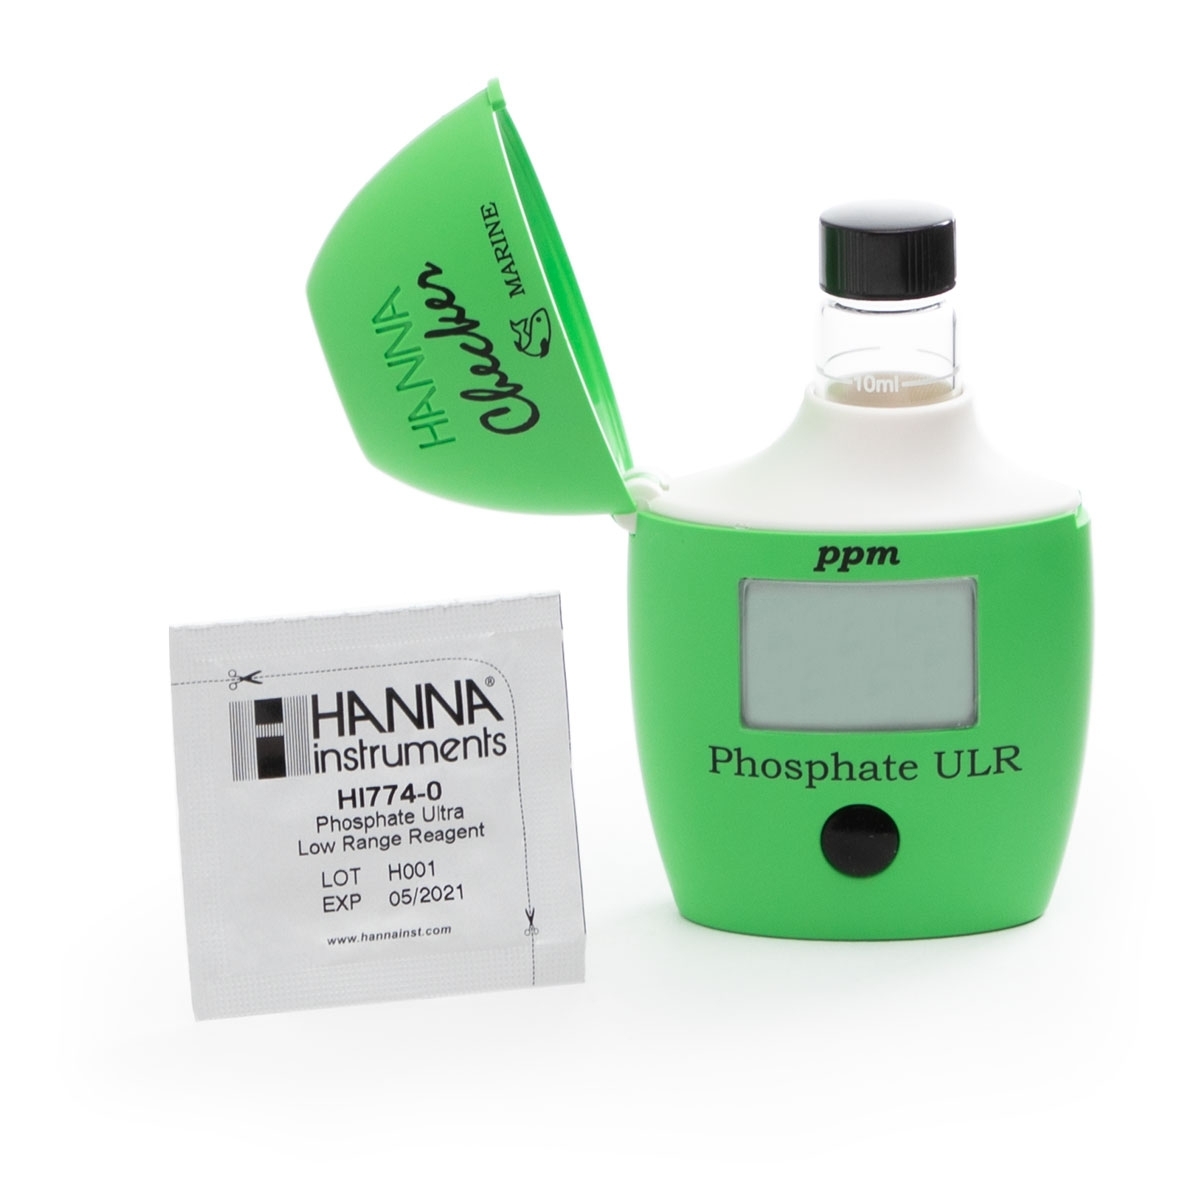 HANNA
Checker
MARINE
10ml
ppm
Phosphate ULR
HANNA®
instruments
HI774-0
Phosphate Ultra
Low Range Reagent
LOT H001
EXP 05/2021
www.hannainst.com